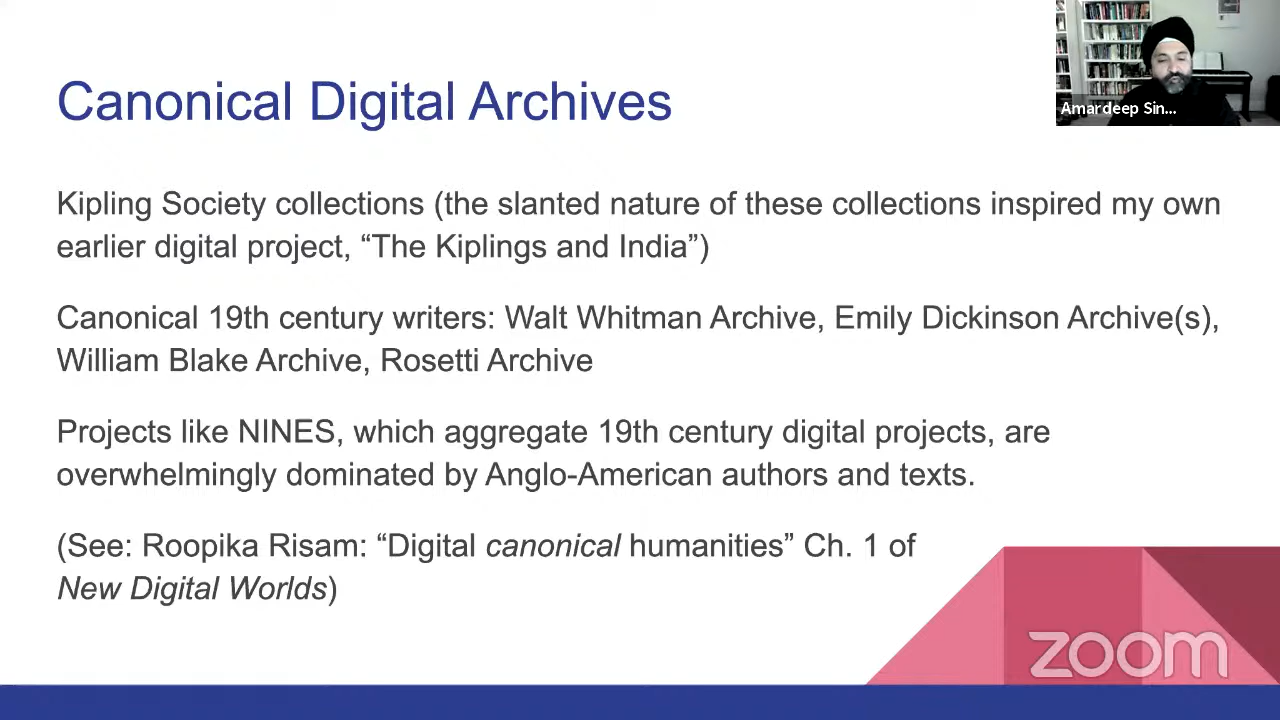 Canonical Digital Archives
Amardeep Sin...
Kipling Society collections (the slanted nature of these collections inspired my own
earlier digital project, “The Kiplings and India”)
Canonical 19th century writers: Walt Whitman Archive, Emily Dickinson Archive(s),
William Blake Archive, Rosetti Archive
Projects like NINES, which aggregate 19th century digital projects, are
overwhelmingly dominated by Anglo-American authors and texts.
(See: Roopika Risam: “Digital canonical humanities” Ch. 1 of
New Digital Worlds)
zoom